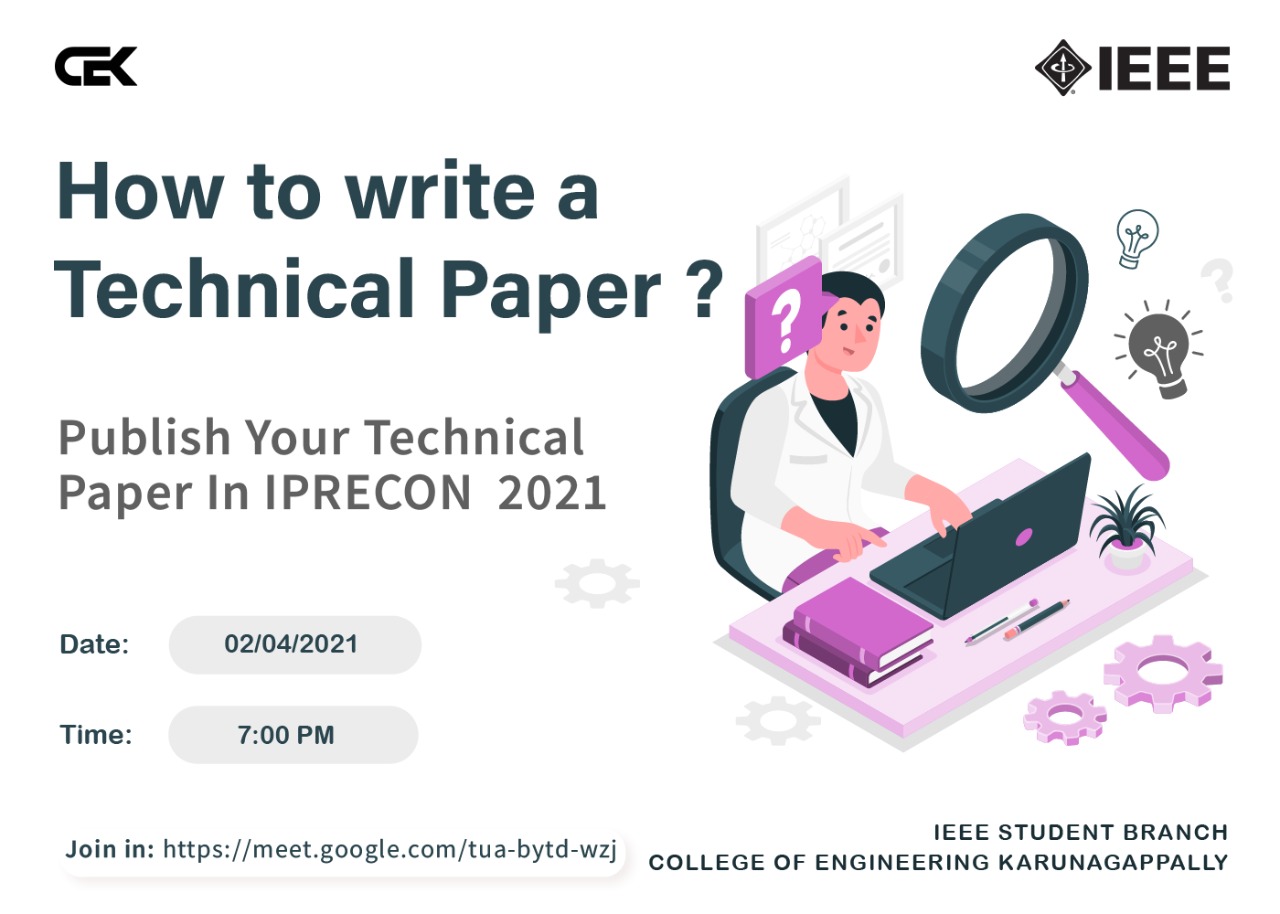 CEK
IEEE
How to write a
Technical Paper ?
Publish Your Technical
Paper In IPRECON 2021
Date: 02/04/2021
Time: 7:00 PM
Join in: https://meet.google.com/tua-bytd-wzj
IEEE STUDENT BRANCH
COLLEGE OF ENGINEERING KARUNAGAPPALLY